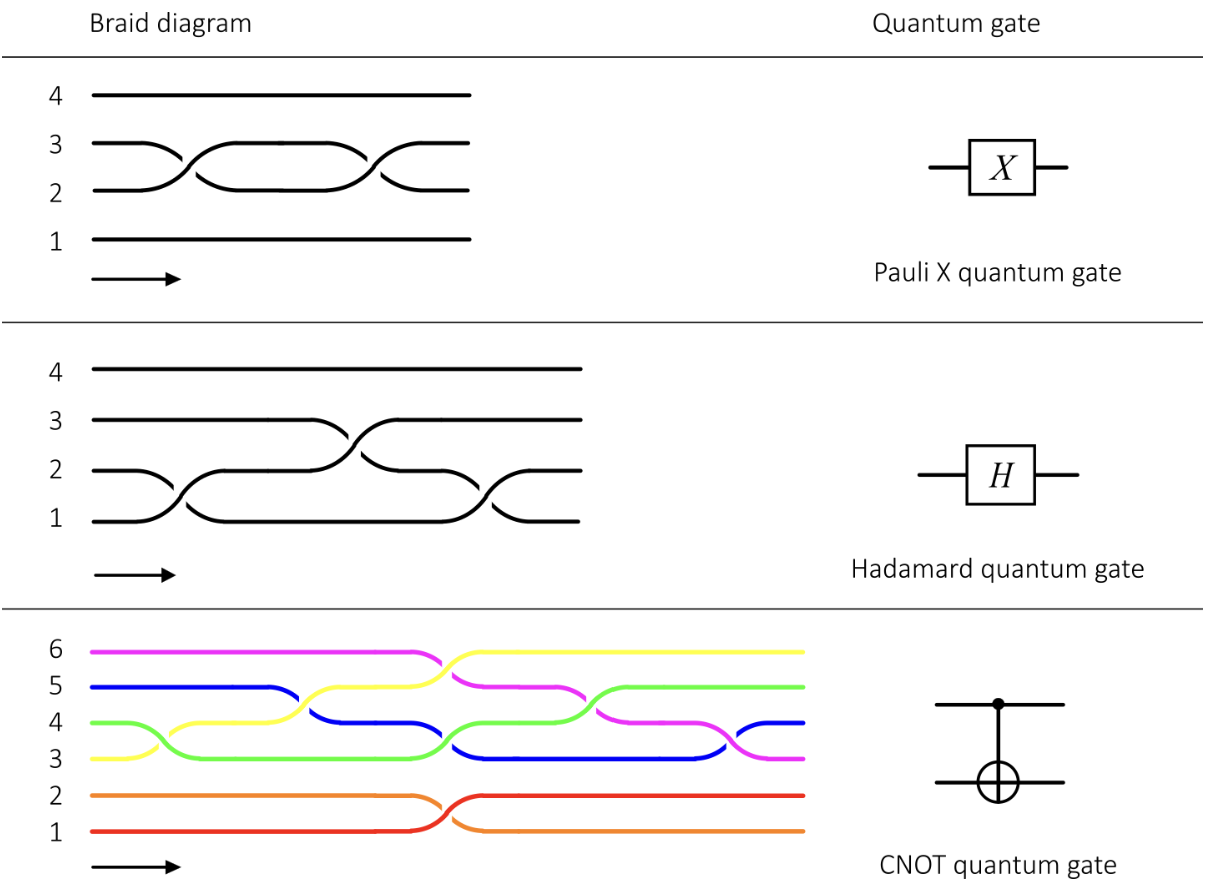 Braid diagram
Quantum gate
4
3
2
1
X
Pauli X quantum gate
4
3
2
1
H
Hadamard quantum gate
6
5
4
3
2
1
CNOT quantum gate